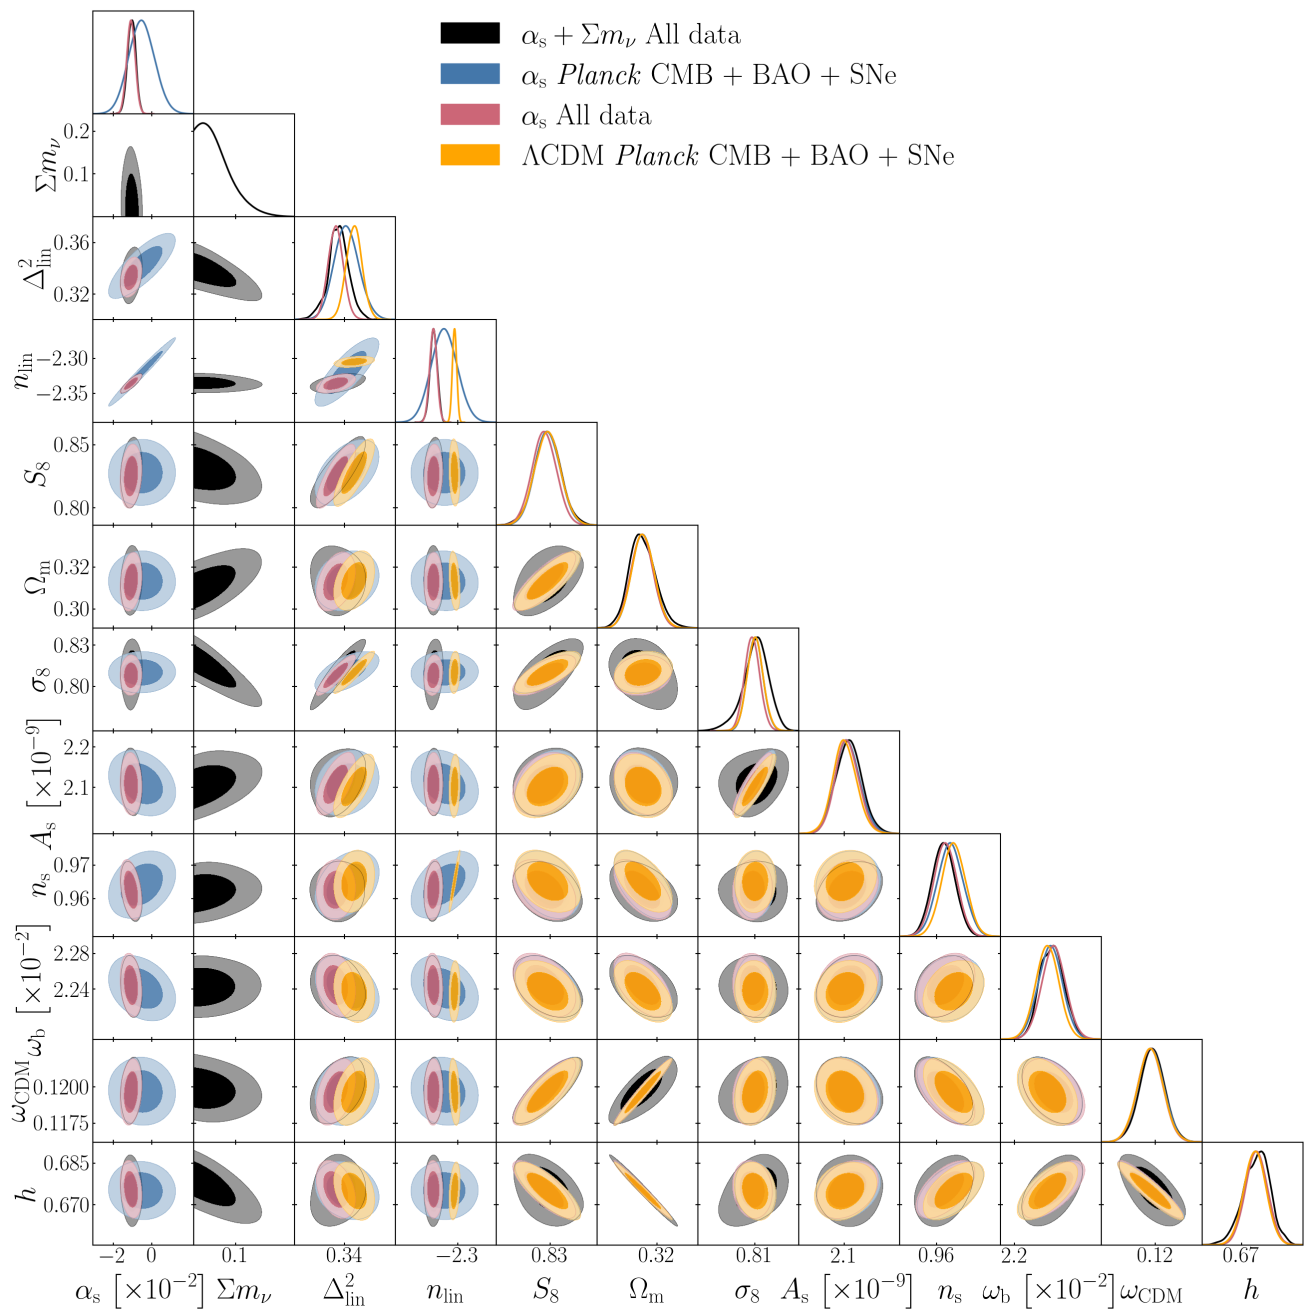 αs + Σmν All data
αs Planck CMB + BAO + SNe
αs All data
ΛCDM Planck CMB + BAO + SNe
Σmν
0.2
0.1
Δ²lin
0.36
0.32
nlin
−2.30
−2.35
S8
0.85
0.80
Ωm
0.32
0.30
σ8
0.83
0.80
As [×10⁻⁹]
2.2
2.1
ns
0.97
0.96
ωb [×10⁻²]
2.28
2.24
ωCDM
0.1200
0.1175
h
0.685
0.670
−2 0 0.1 0.34 −2.3 0.83 0.32 0.81 2.1 0.96 2.2 0.12 0.67
αs [×10⁻²] Σmν Δ²lin nlin S8 Ωm σ8 As [×10⁻⁹] ns ωb [×10⁻²] ωCDM h